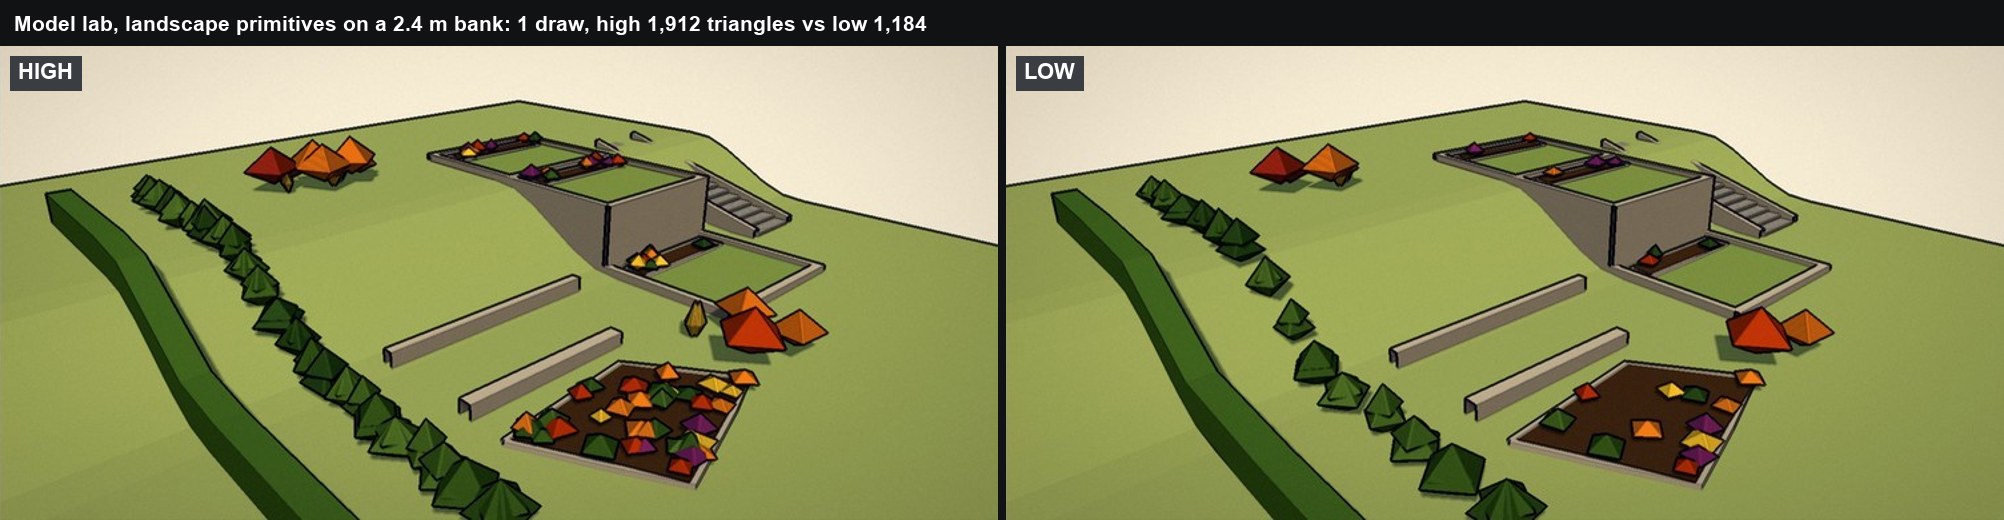 Model lab, landscape primitives on a 2.4 m bank: 1 draw, high 1,912 triangles vs low 1,184
HIGH
LOW